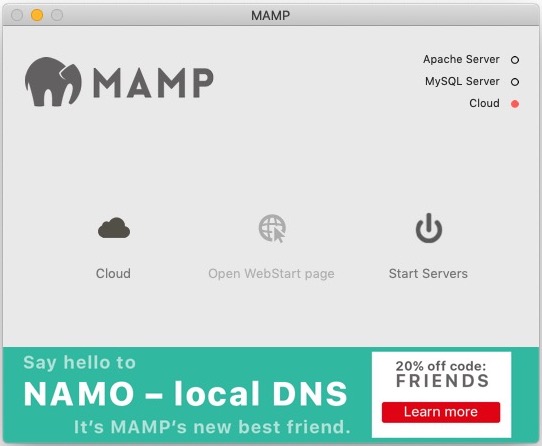 MAMP
MAMP
Apache Server
MySQL Server
Cloud
Cloud
Open WebStart page
Start Servers
Say hello to
NAMO – local DNS
It's MAMP's new best friend.
20% off code:
FRIENDS
Learn more